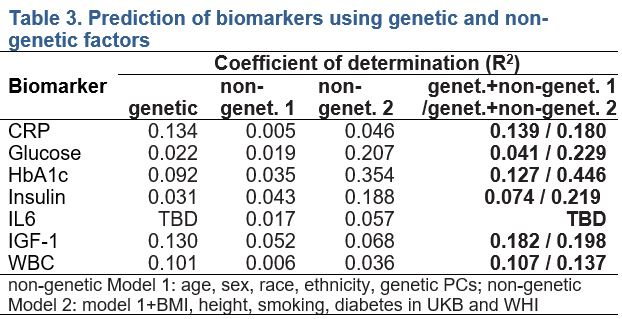 Table 3. Prediction of biomarkers using genetic and non-
genetic factors
Coefficient of determination (R²)
Biomarker non- non- genet.+non-genet. 1
genetic genet. 1 genet. 2 /genet.+non-genet. 2
CRP 0.134 0.005 0.046 0.139 / 0.180
Glucose 0.022 0.019 0.207 0.041 / 0.229
HbA1c 0.092 0.035 0.354 0.127 / 0.446
Insulin 0.031 0.043 0.188 0.074 / 0.219
IL6 TBD 0.017 0.057 TBD
IGF-1 0.130 0.052 0.068 0.182 / 0.198
WBC 0.101 0.006 0.036 0.107 / 0.137
non-genetic Model 1: age, sex, race, ethnicity, genetic PCs; non-genetic
Model 2: model 1+BMI, height, smoking, diabetes in UKB and WHI